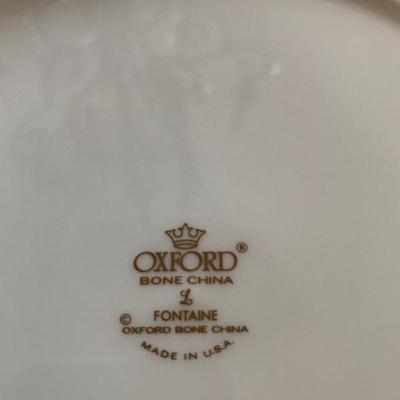 OXFORD®
BONE CHINA
L
FONTAINE
© OXFORD BONE CHINA
MADE IN U.S.A.